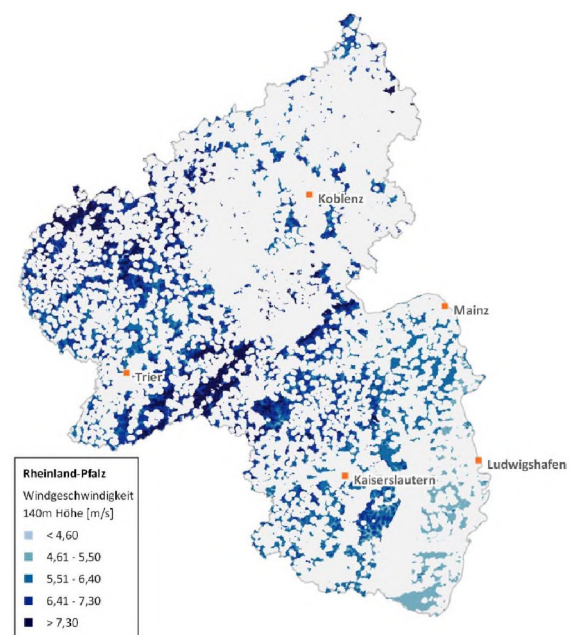 Koblenz
Mainz
Trier
Ludwigshafen
Kaiserslautern
Rheinland-Pfalz
Windgeschwindigkeit
140m Höhe [m/s]
< 4,60
4,61 - 5,50
5,51 - 6,40
6,41 - 7,30
> 7,30